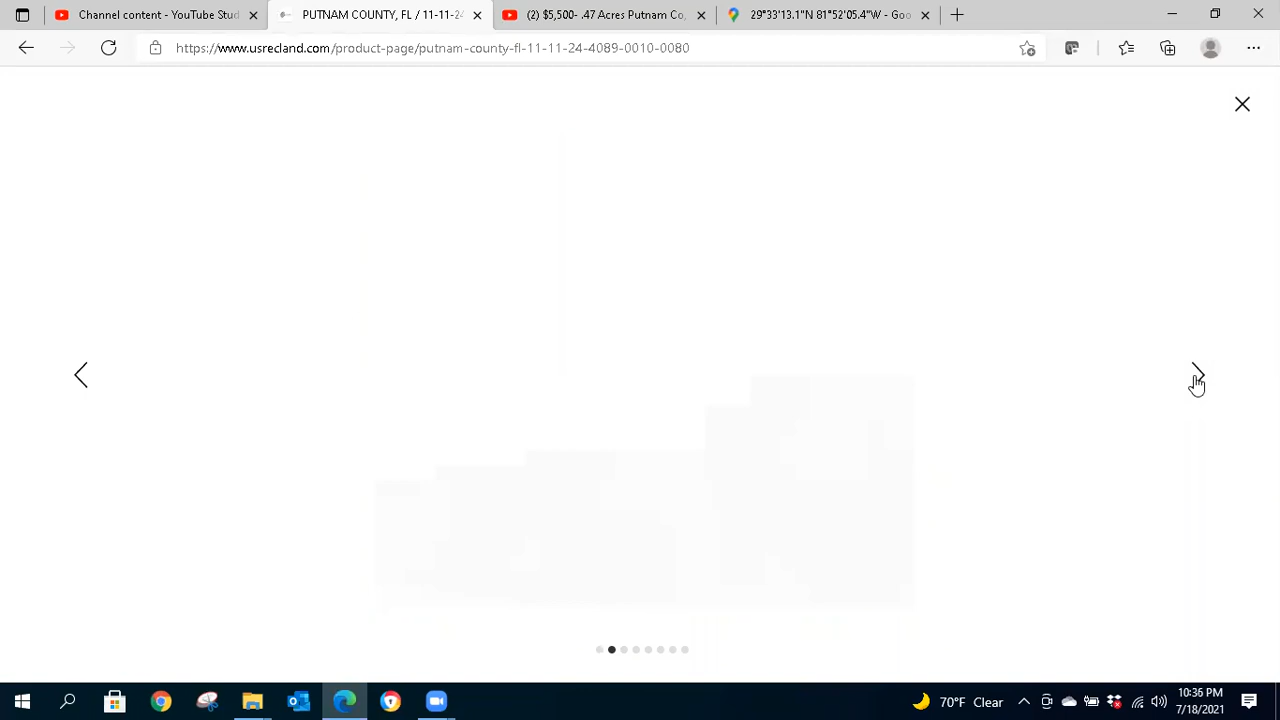 Channel content - YouTube Stud
PUTNAM COUNTY, FL / 11-11-24
(2) $5,500- .47 Acres Putnam Co,
29°33'13.1"N 81°52'05.4"W - Goo
https://www.usrecland.com/product-page/putnam-county-fl-11-11-24-4089-0010-0080
70°F Clear
10:36 PM
7/18/2021